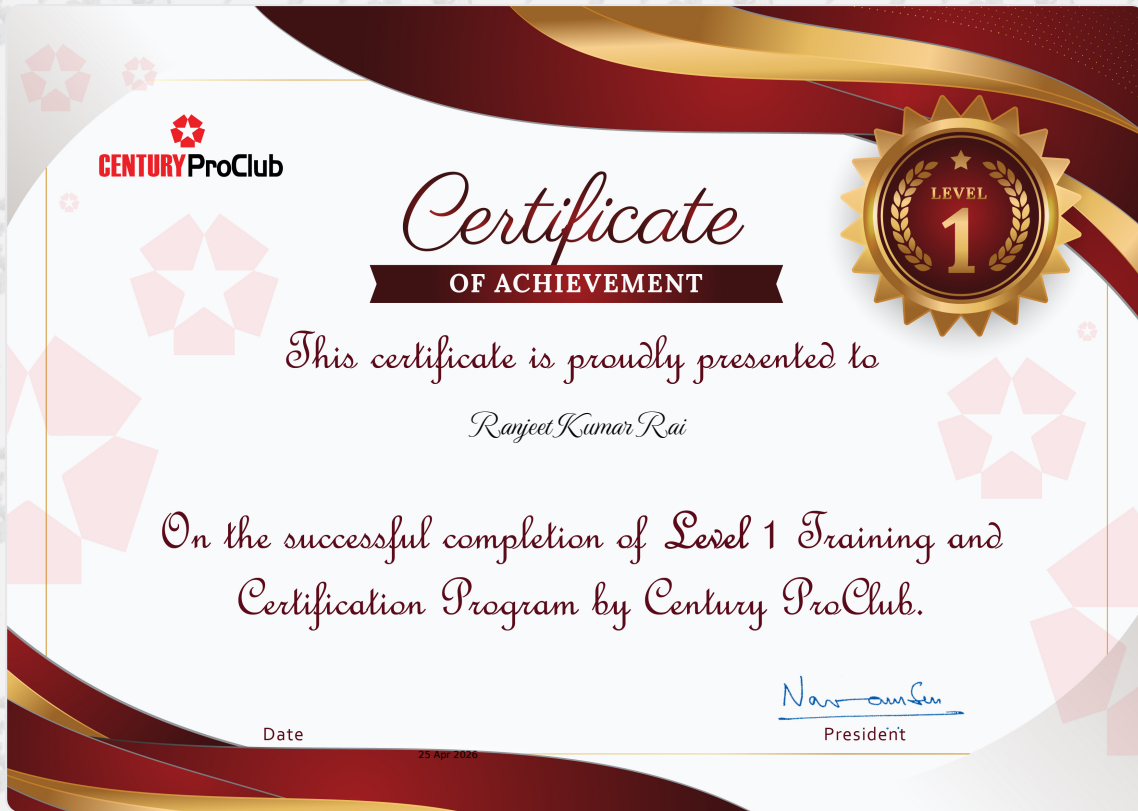 CENTURY ProClub
LEVEL
1
Certificate
OF ACHIEVEMENT
This certificate is proudly presented to
Ranjeet Kumar Rai
On the successful completion of Level 1 Training and
Certification Program by Century ProClub.
Date
President
25 Apr 2026